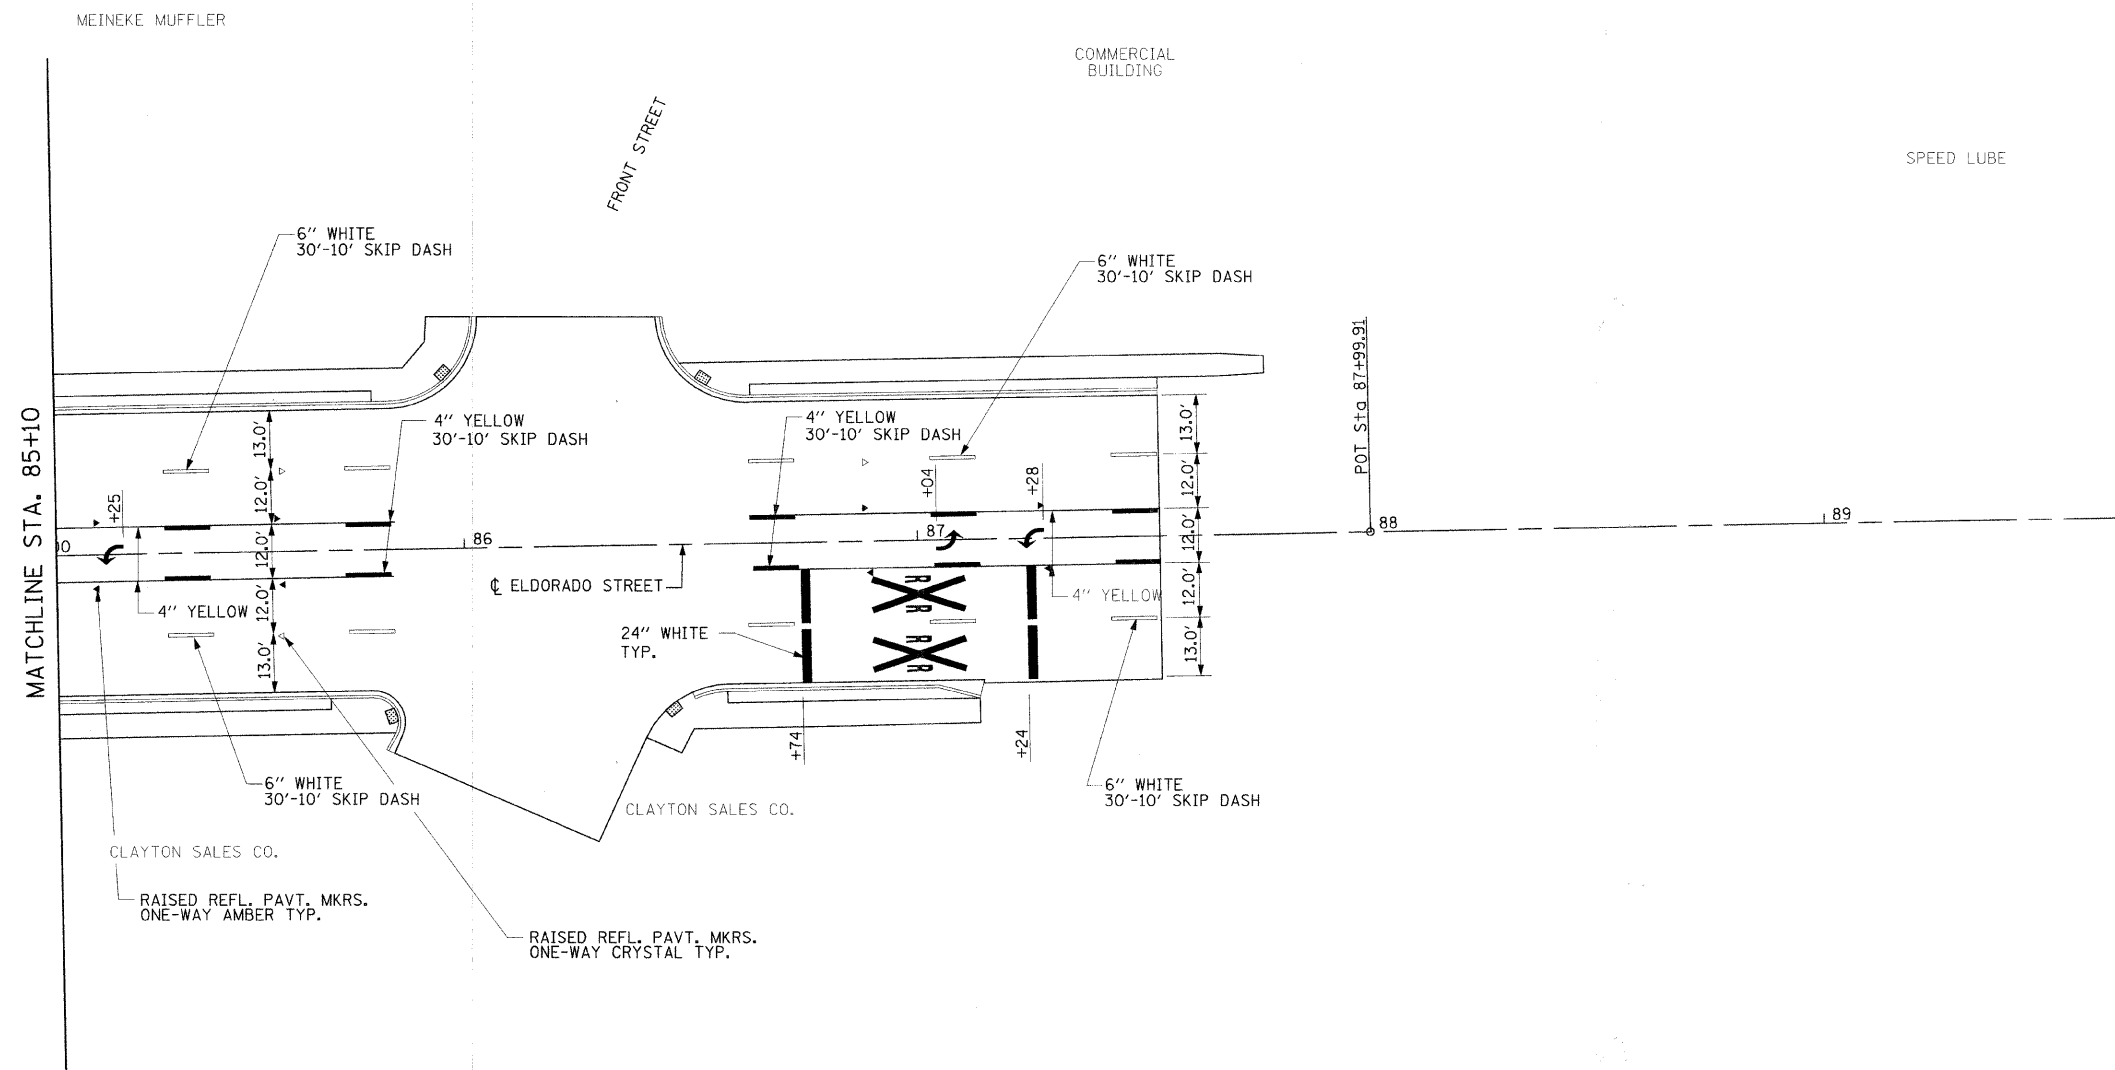 MEINEKE MUFFLER
COMMERCIAL
BUILDING
SPEED LUBE
FRONT STREET
6" WHITE
30'-10' SKIP DASH
6" WHITE
30'-10' SKIP DASH
4" YELLOW
30'-10' SKIP DASH
4" YELLOW
30'-10' SKIP DASH
MATCHLINE STA. 85+10
POT Sta 87+99.91
13.0'
12.0'
12.0'
12.0'
13.0'
13.0'
12.0'
12.0'
12.0'
13.0'
+25
+04
+28
00
86
87
88
89
℄ ELDORADO STREET
4" YELLOW
4" YELLOW
24" WHITE
TYP.
R R
R R
+74
+24
6" WHITE
30'-10' SKIP DASH
6" WHITE
30'-10' SKIP DASH
CLAYTON SALES CO.
CLAYTON SALES CO.
RAISED REFL. PAVT. MKRS.
ONE-WAY AMBER TYP.
RAISED REFL. PAVT. MKRS.
ONE-WAY CRYSTAL TYP.